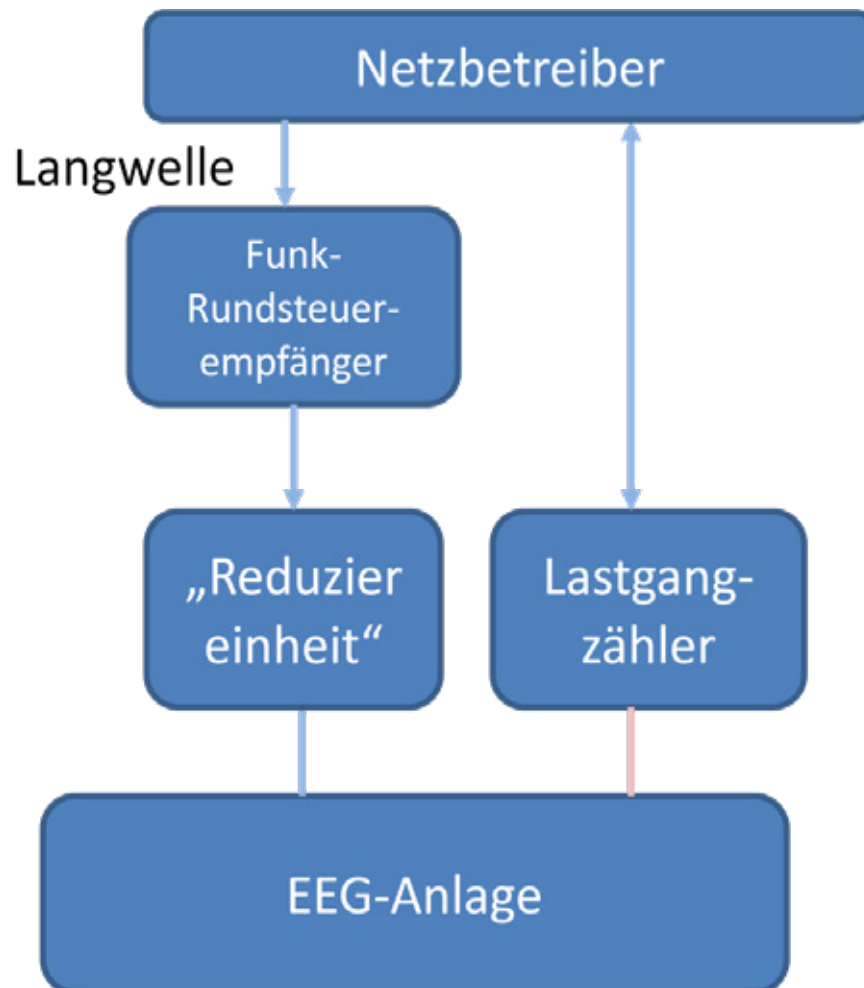 Netzbetreiber
Langwelle
Funk-
Rundsteuer-
empfänger
„Reduzier
einheit“
Lastgang-
zähler
EEG-Anlage